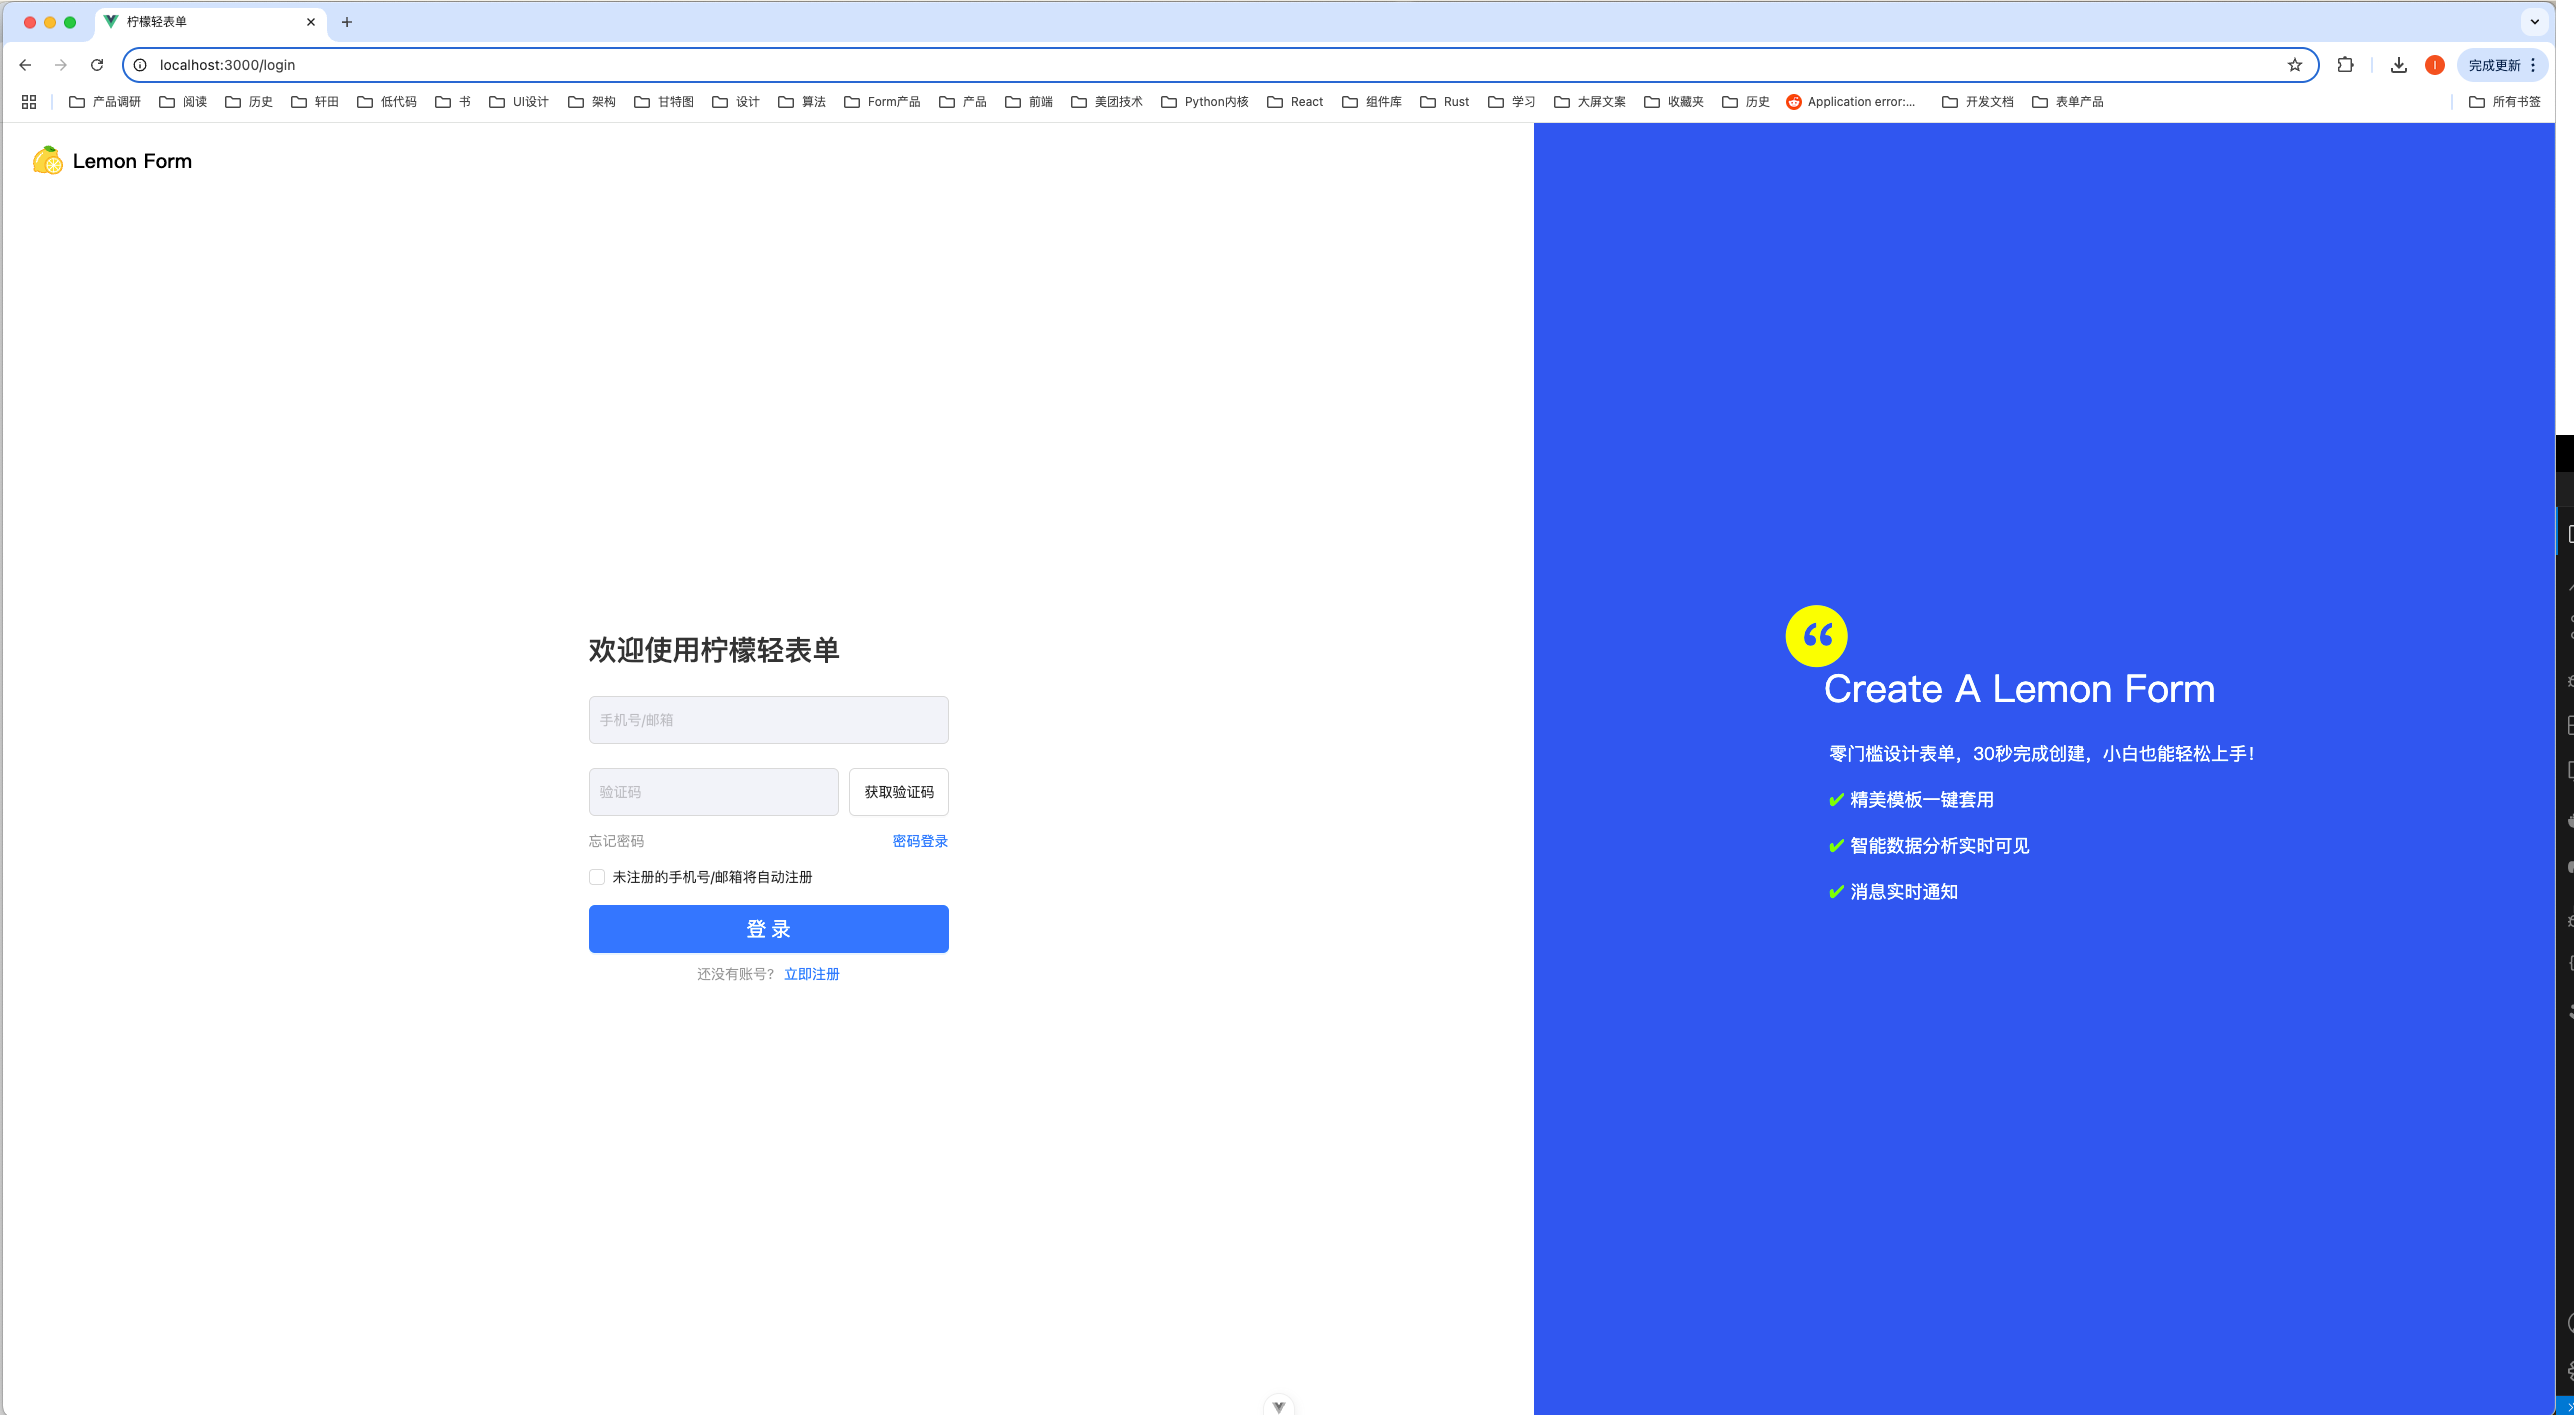 柠檬轻表单
localhost:3000/login
完成更新
产品调研 阅读 历史 轩田 低代码 书 UI设计 架构 甘特图 设计 算法 Form产品 产品 前端 美团技术 Python内核 React 组件库 Rust 学习 大屏文案 收藏夹 历史 Application error:... 开发文档 表单产品 所有书签
Lemon Form
欢迎使用柠檬轻表单
手机号/邮箱
验证码 获取验证码
忘记密码 密码登录
未注册的手机号/邮箱将自动注册
登 录
还没有账号? 立即注册
“
Create A Lemon Form
零门槛设计表单，30秒完成创建，小白也能轻松上手！
✔ 精美模板一键套用
✔ 智能数据分析实时可见
✔ 消息实时通知